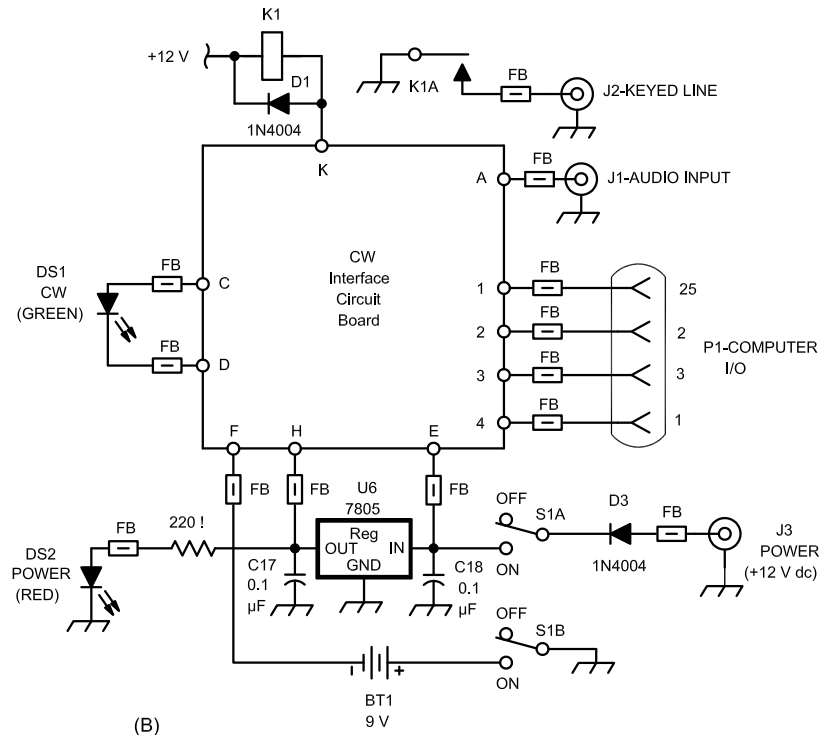 K1
+12 V
D1
1N4004
K
K1A
FB
J2-KEYED LINE
A
FB
J1-AUDIO INPUT
DS1
CW
(GREEN)
FB
C
FB
D
CW
Interface
Circuit
Board
1
FB
25
2
FB
2
3
FB
3
4
FB
1
P1-COMPUTER
I/O
F
H
E
FB
FB
FB
U6
7805
Reg
OUT
IN
GND
DS2
POWER
(RED)
FB
220 !
C17
0.1
µF
C18
0.1
µF
OFF
S1A
ON
D3
1N4004
FB
J3
POWER
(+12 V dc)
OFF
S1B
ON
BT1
9 V
(B)